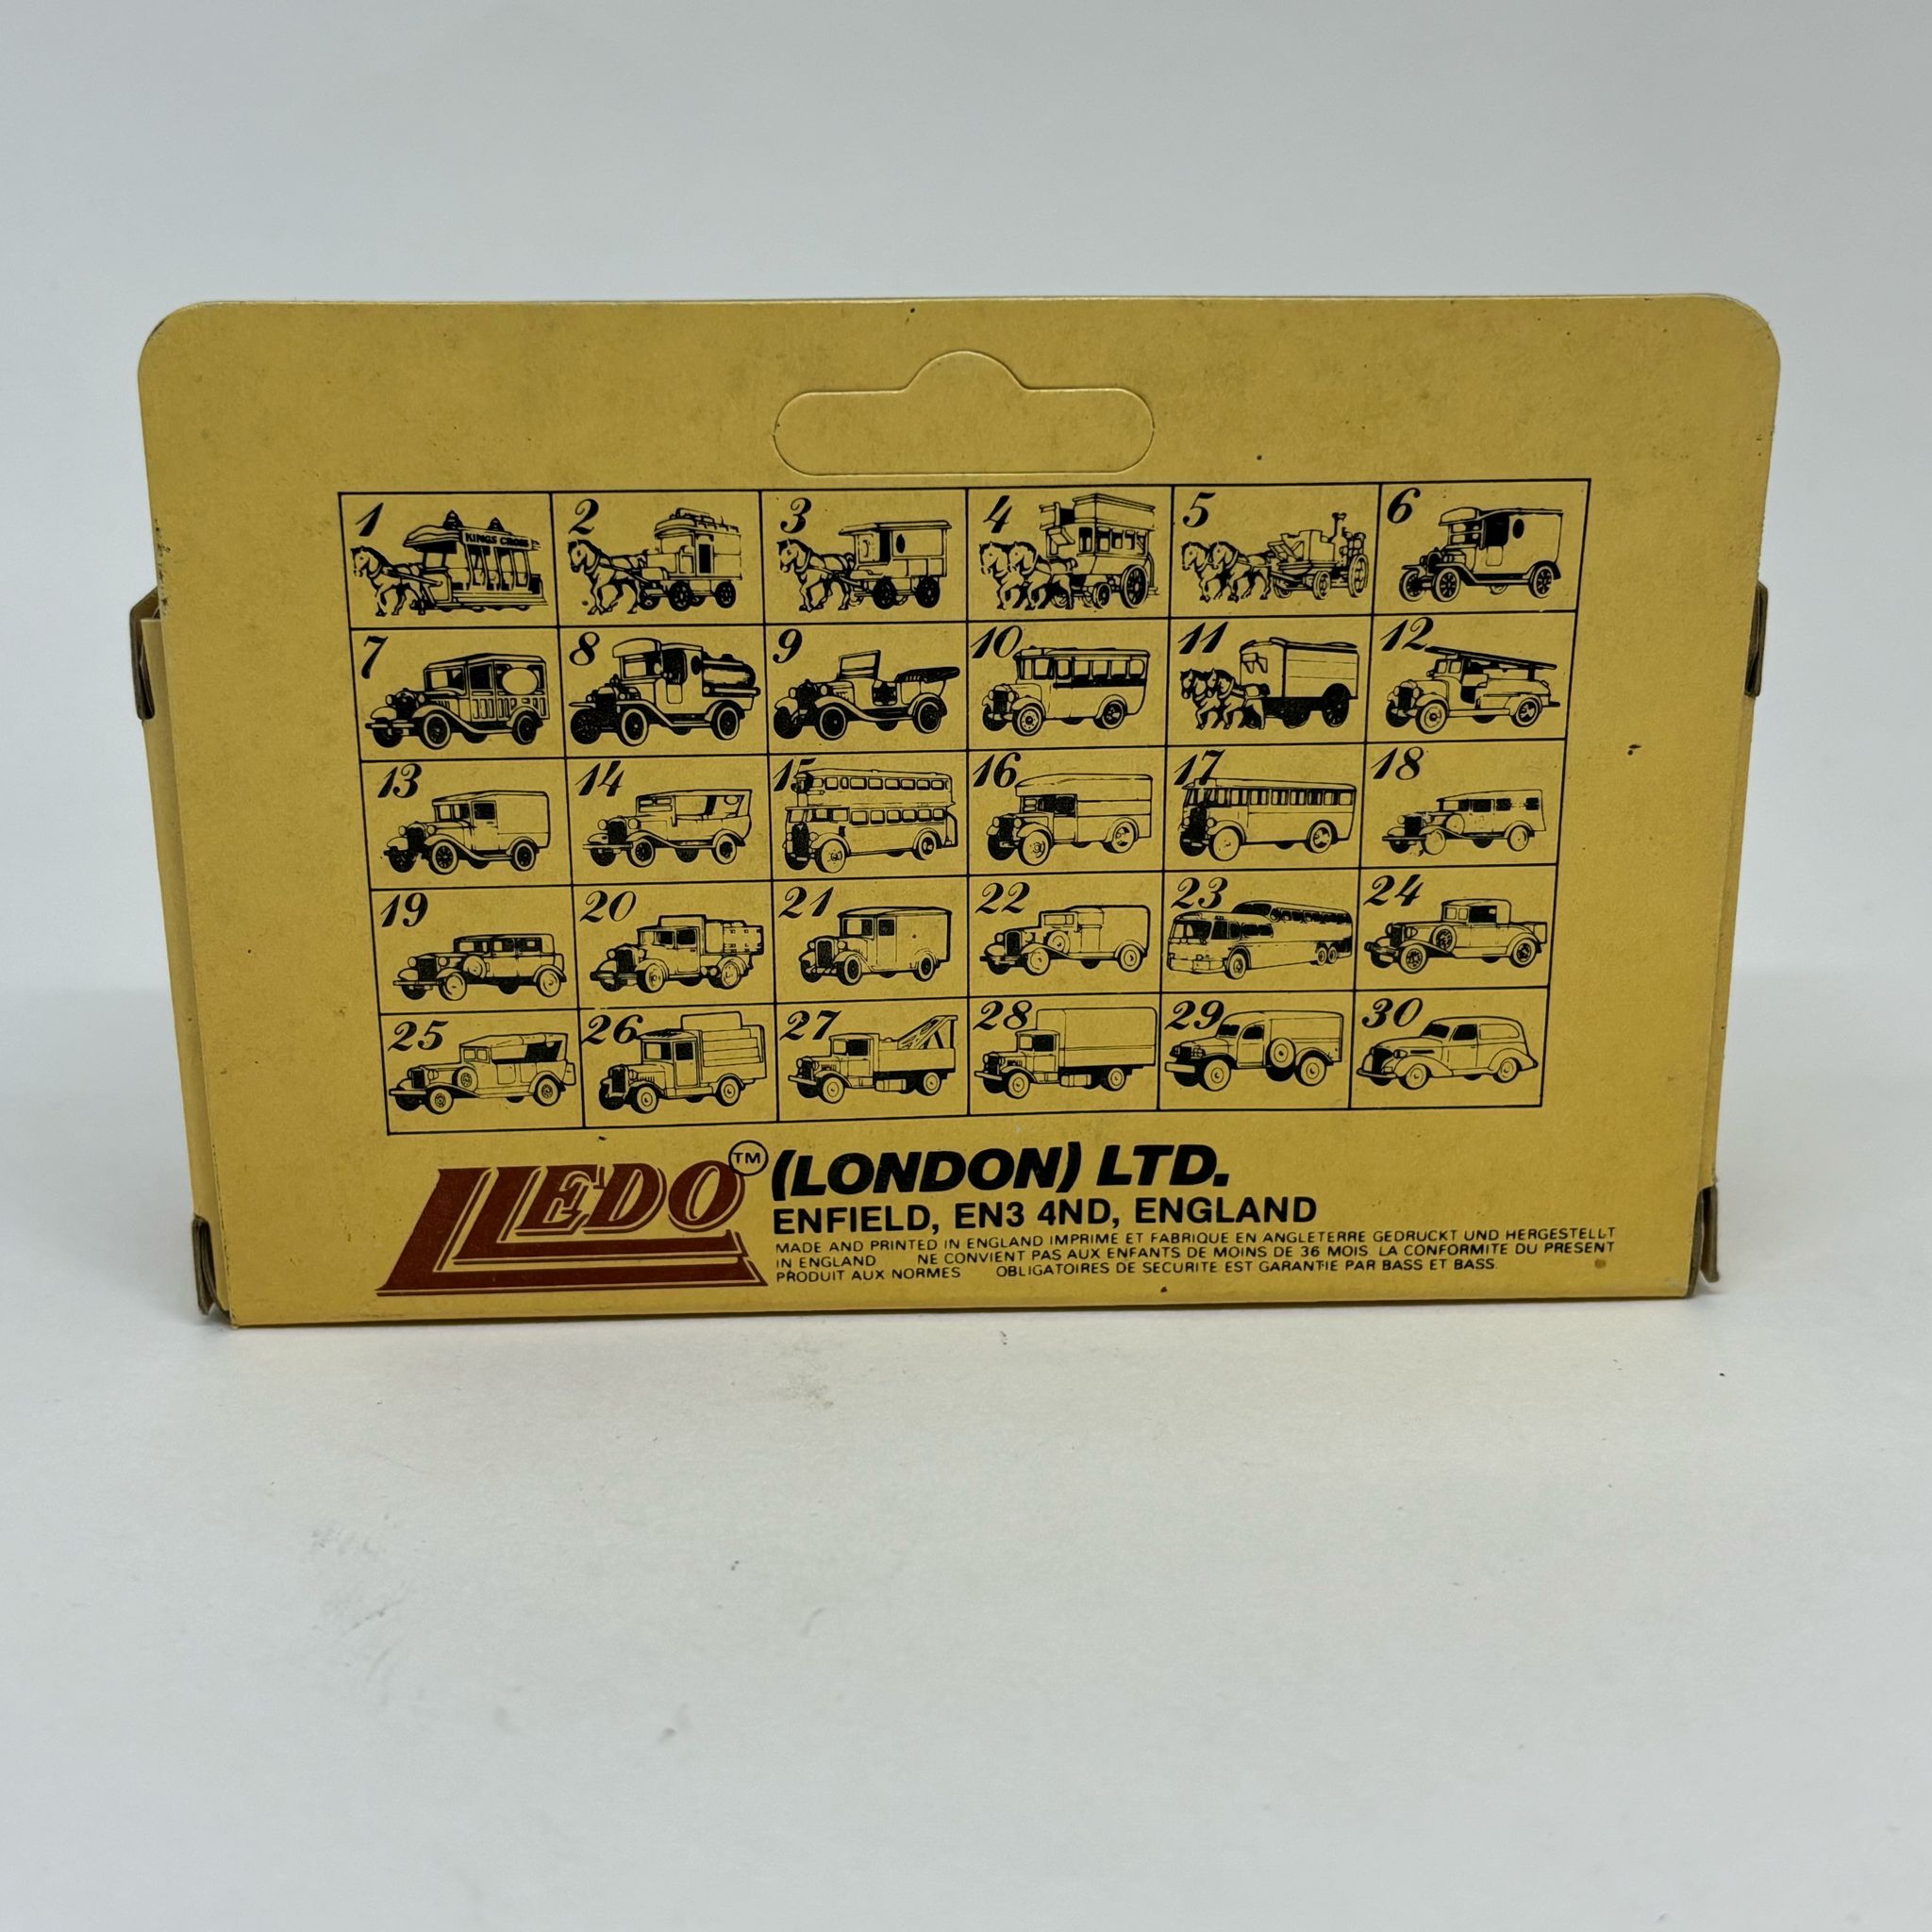 1 2 3 4 5 6
KINGS CROSS
7 8 9 10 11 12
13 14 15 16 17 18
19 20 21 22 23 24
25 26 27 28 29 30
LLEDO™ (LONDON) LTD.
ENFIELD, EN3 4ND, ENGLAND
MADE AND PRINTED IN ENGLAND IMPRIME ET FABRIQUE EN ANGLETERRE GEDRUCKT UND HERGESTELLT
IN ENGLAND NE CONVIENT PAS AUX ENFANTS DE MOINS DE 36 MOIS LA CONFORMITE DU PRESENT
PRODUIT AUX NORMES OBLIGATOIRES DE SECURITE EST GARANTIE PAR BASS ET BASS.